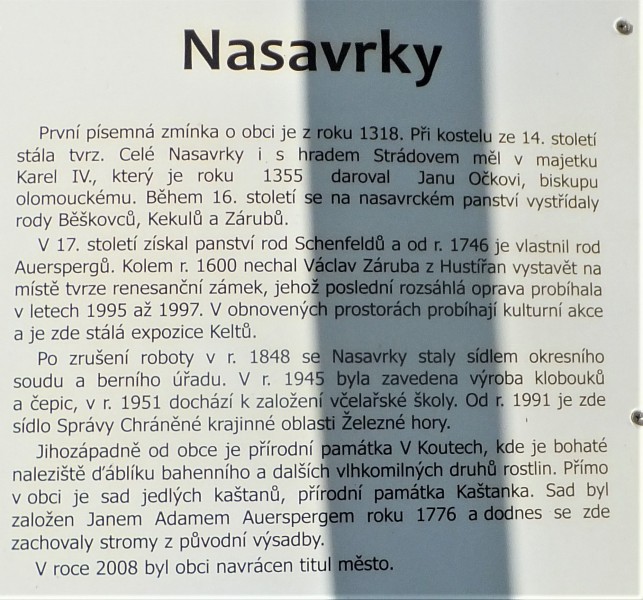 Nasavrky
První písemná zmínka o obci je z roku 1318. Při kostelu ze 14. století
stála tvrz. Celé Nasavrky i s hradem Strádovem měl v majetku
Karel IV., který je roku 1355 daroval Janu Očkovi, biskupu
olomouckému. Během 16. století se na nasavrckém panství vystřídaly
rody Běškovců, Kekulů a Zárubů.
V 17. století získal panství rod Schenfeldů a od r. 1746 je vlastnil rod
Auerspergů. Kolem r. 1600 nechal Václav Záruba z Hustířan vystavět na
místě tvrze renesanční zámek, jehož poslední rozsáhlá oprava probíhala
v letech 1995 až 1997. V obnovených prostorách probíhají kulturní akce
a je zde stálá expozice Keltů.
Po zrušení roboty v r. 1848 se Nasavrky staly sídlem okresního
soudu a berního úřadu. V r. 1945 byla zavedena výroba klobouků
a čepic, v r. 1951 dochází k založení včelařské školy. Od r. 1991 je zde
sídlo Správy Chráněné krajinné oblasti Železné hory.
Jihozápadně od obce je přírodní památka V Koutech, kde je bohaté
naleziště ďáblíku bahenního a dalších vlhkomilných druhů rostlin. Přímo
v obci je sad jedlých kaštanů, přírodní památka Kaštanka. Sad byl
založen Janem Adamem Auerspergem roku 1776 a dodnes se zde
zachovaly stromy z původní výsadby.
V roce 2008 byl obci navrácen titul město.